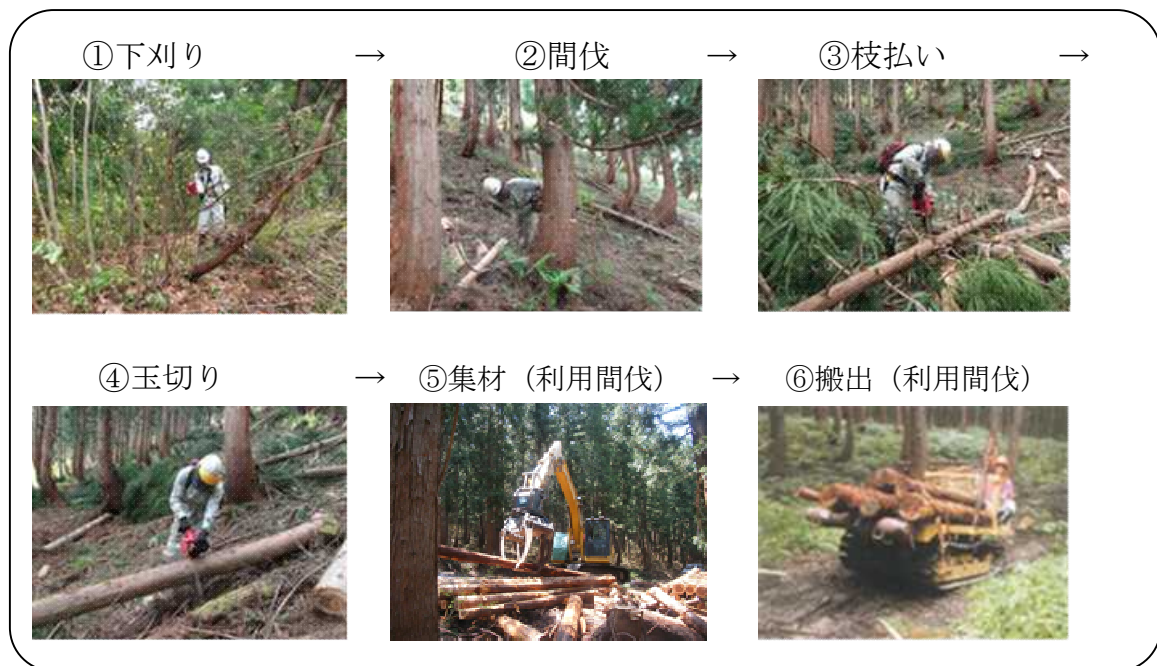 ①下刈り → ②間伐 → ③枝払い →
④玉切り → ⑤集材（利用間伐） → ⑥搬出（利用間伐）